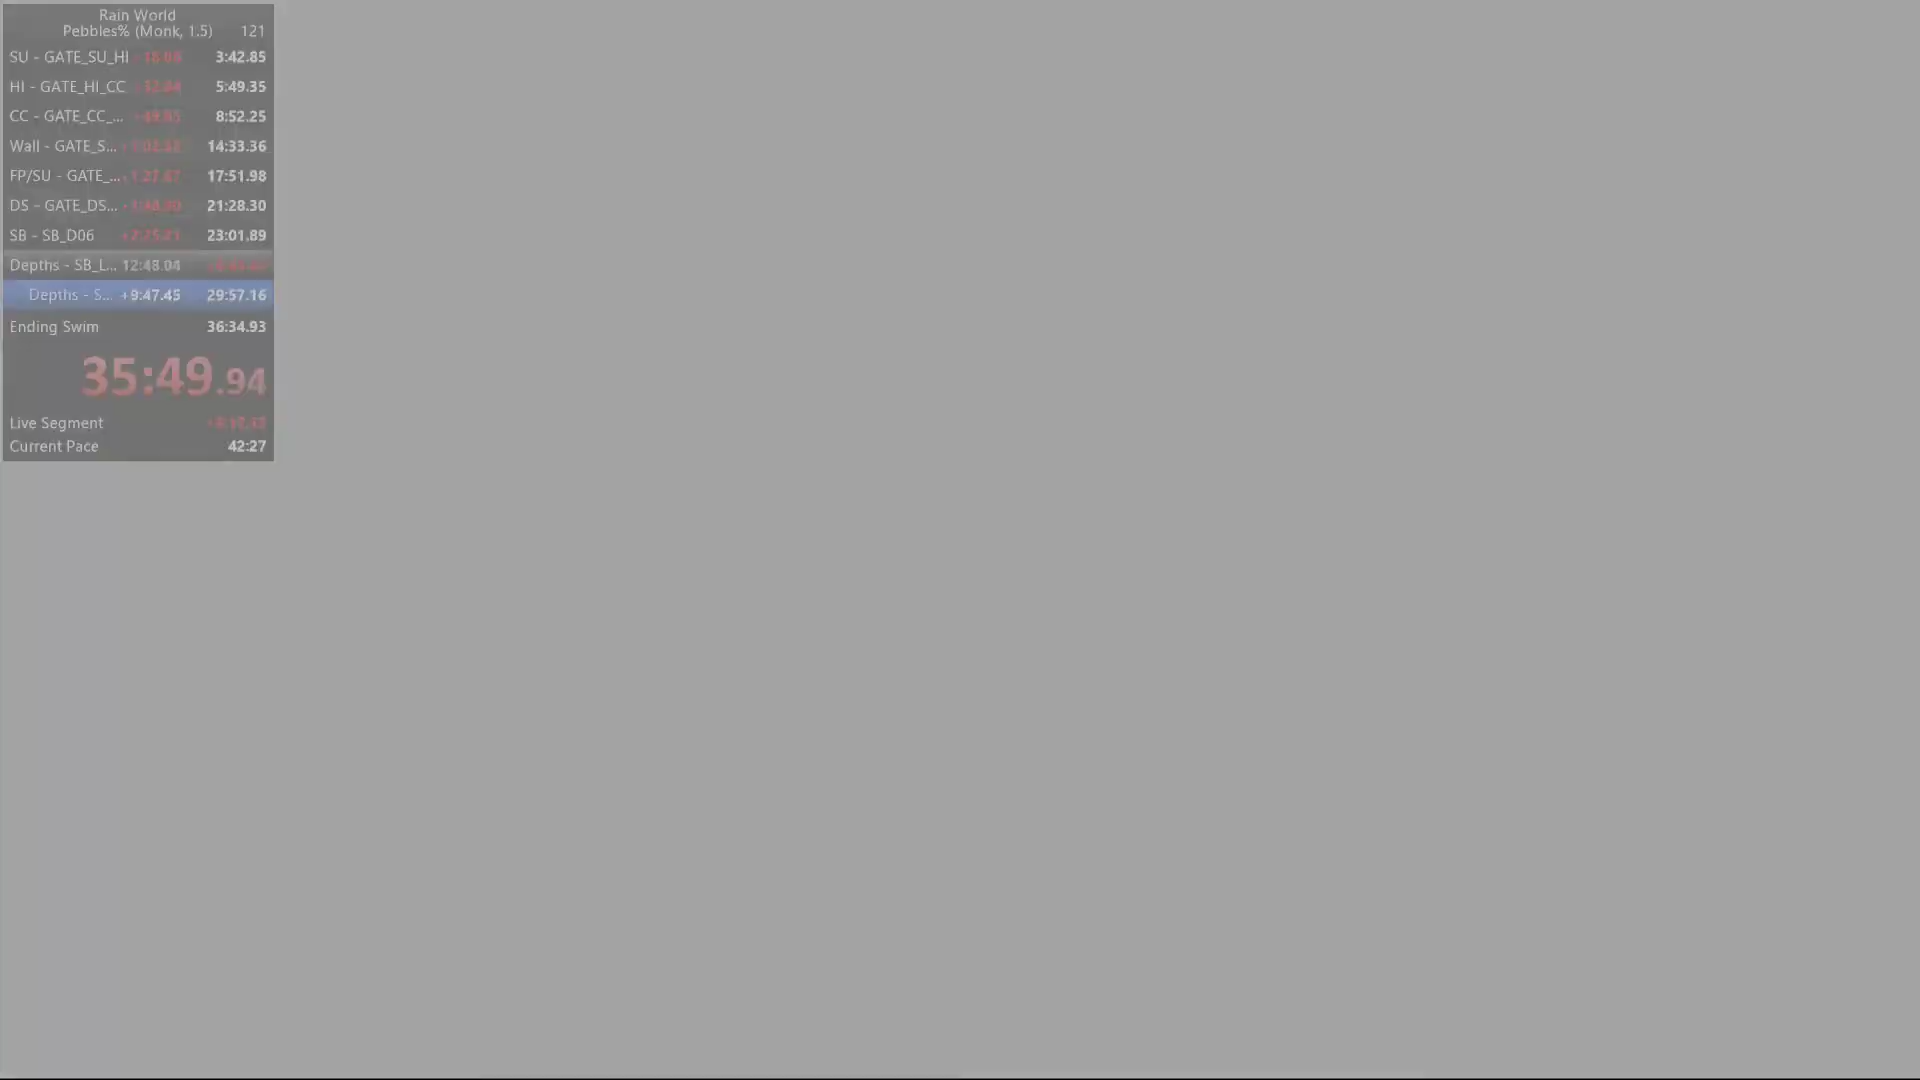 Rain World
Pebbles% (Monk, 1.5) 121
SU - GATE_SU_HI 3:42.85
HI - GATE_HI_CC 5:49.35
CC - GATE_CC_... 8:52.25
Wall - GATE_S... 14:33.36
FP/SU - GATE_... 17:51.98
DS - GATE_DS... 21:28.30
SB - SB_D06 23:01.89
Depths - SB_L... 12:48.04
Depths - S... +9:47.45 29:57.16
Ending Swim 36:34.93
35:49.94
Live Segment
Current Pace 42:27